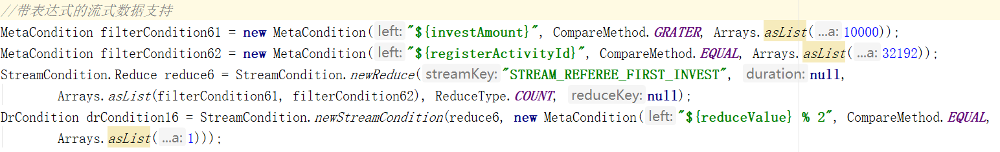 //带表达式的流式数据支持
MetaCondition filterCondition61 = new MetaCondition( left: "${investAmount}", CompareMethod.GRATER, Arrays.asList( ...a: 10000));
MetaCondition filterCondition62 = new MetaCondition( left: "${registerActivityId}", CompareMethod.EQUAL, Arrays.asList( ...a: 32192));
StreamCondition.Reduce reduce6 = StreamCondition.newReduce( streamKey: "STREAM_REFEREE_FIRST_INVEST", duration: null,
Arrays.asList(filterCondition61, filterCondition62), ReduceType.COUNT, reduceKey: null);
DrCondition drCondition16 = StreamCondition.newStreamCondition(reduce6, new MetaCondition( left: "${reduceValue} % 2", CompareMethod.EQUAL,
Arrays.asList( ...a: 1)));